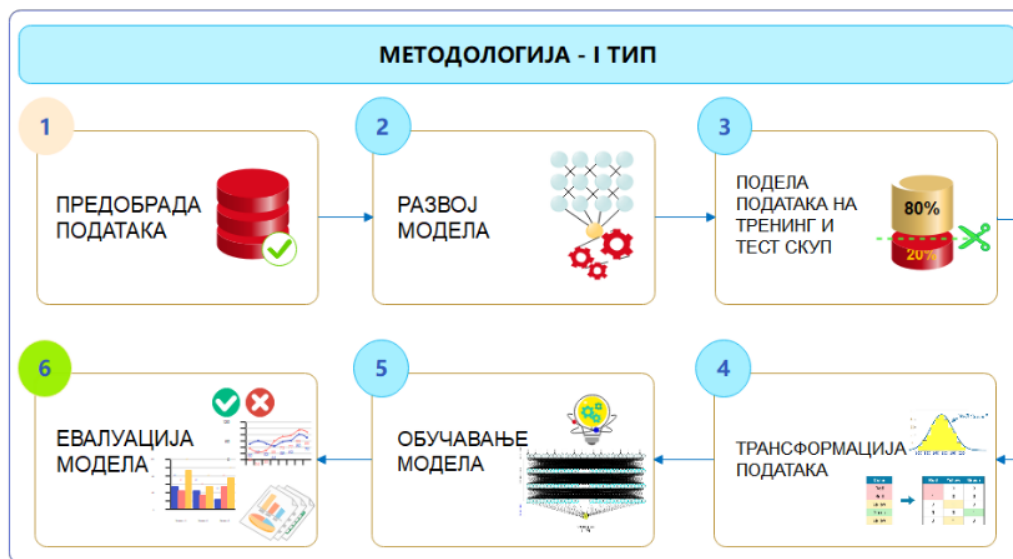 МЕТОДОЛОГИЈА - I ТИП
1
ПРЕДОБРАДА
ПОДАТАКА
2
РАЗВОЈ
МОДЕЛА
3
ПОДЕЛА
ПОДАТАКА НА
ТРЕНИНГ И
ТЕСТ СКУП
80%
20%
6
ЕВАЛУАЦИЈА
МОДЕЛА
5
ОБУЧАВАЊЕ
МОДЕЛА
4
ТРАНСФОРМАЦИЈА
ПОДАТАКА